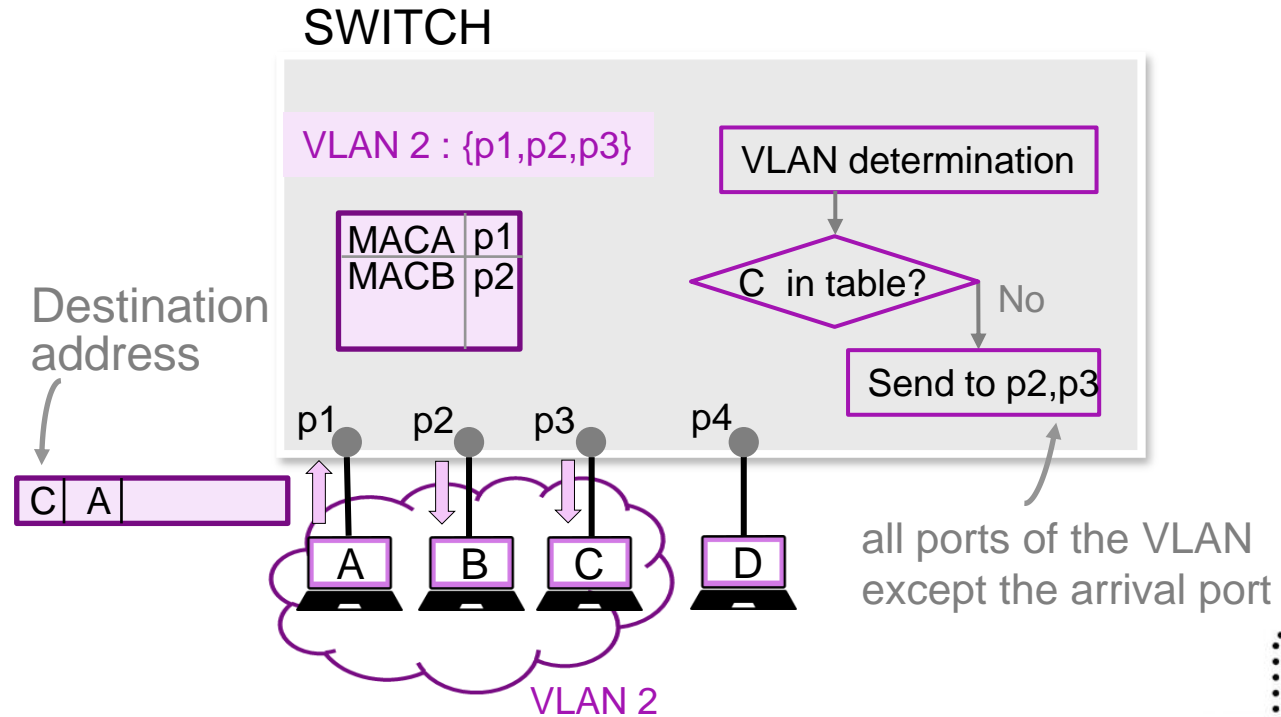 SWITCH
VLAN 2 : {p1,p2,p3}
VLAN determination
MACA p1
MACB p2
C in table?
No
Destination
address
Send to p2,p3
p1
p2
p3
p4
C A
A
B
C
D
all ports of the VLAN
except the arrival port
VLAN 2